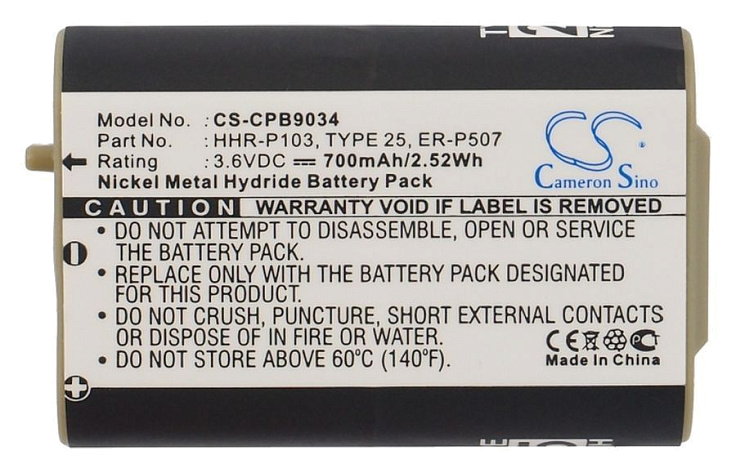 Model No. : CS-CPB9034
Part No. : HHR-P103, TYPE 25, ER-P507
Rating : 3.6VDC ⎓ 700mAh/2.52Wh
Nickel Metal Hydride Battery Pack
CS
Cameron Sino
CAUTION WARRANTY VOID IF LABEL IS REMOVED
• DO NOT ATTEMPT TO DISASSEMBLE, OPEN OR SERVICE
THE BATTERY PACK.
• REPLACE ONLY WITH THE BATTERY PACK DESIGNATED
FOR THIS PRODUCT.
• DO NOT CRUSH, PUNCTURE, SHORT EXTERNAL CONTACTS
OR DISPOSE OF IN FIRE OR WATER.
• DO NOT STORE ABOVE 60°C (140°F).
CE
Made In China